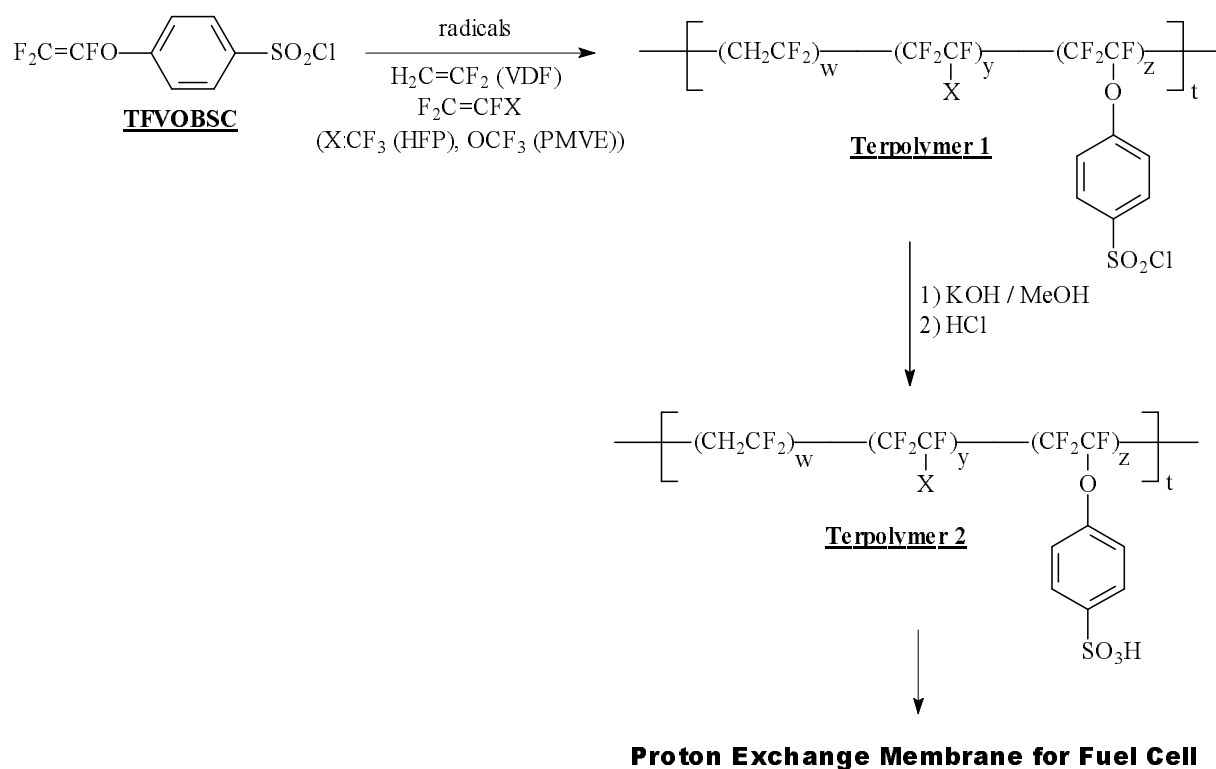 F2C=CFO
SO2Cl
TFVOBSC
radicals
H2C=CF2 (VDF)
F2C=CFX
(X:CF3 (HFP), OCF3 (PMVE))
(CH2CF2)w (CF2CF)y (CF2CF)z t
X
O
SO2Cl
Terpolymer 1
1) KOH / MeOH
2) HCl
(CH2CF2)w (CF2CF)y (CF2CF)z t
X
O
SO3H
Terpolymer 2
Proton Exchange Membrane for Fuel Cell